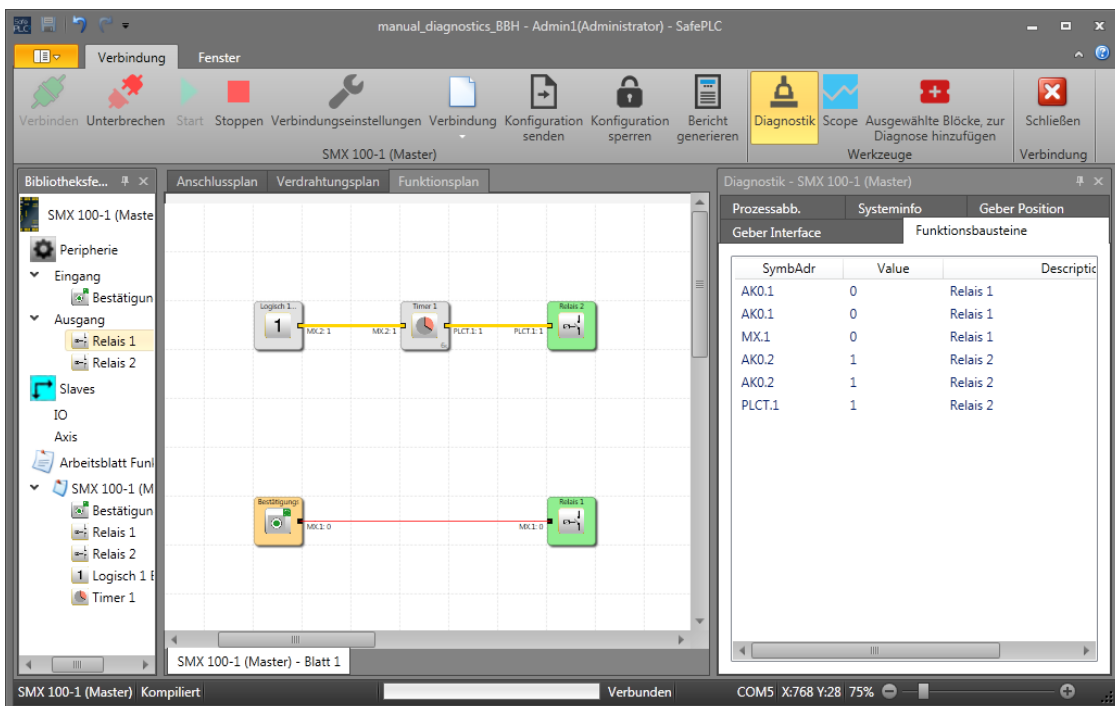 Safe PLC
manual_diagnostics_BBH - Admin1(Administrator) - SafePLC
Verbindung Fenster
Verbinden Unterbrechen Start Stoppen Verbindungseinstellungen Verbindung Konfiguration senden Konfiguration sperren Bericht generieren Diagnostik Scope Ausgewählte Blöcke, zur Diagnose hinzufügen Schließen
SMX 100-1 (Master) Werkzeuge Verbindung
Bibliotheksfe...
SMX 100-1 (Maste
Peripherie
Eingang
Bestätigun
Ausgang
Relais 1
Relais 2
Slaves
IO
Axis
Arbeitsblatt Funl
SMX 100-1 (M
Bestätigun
Relais 1
Relais 2
1 Logisch 1 E
Timer 1
Anschlussplan Verdrahtungsplan Funktionsplan
Logisch 1... Timer 1 Relais 2
1 MX.2: 1 MX.2: 1 PLCT.1: 1 PLCT.1: 1
Bestätigungs Relais 1
MX.1: 0 MX.1: 0
SMX 100-1 (Master) - Blatt 1
Diagnostik - SMX 100-1 (Master)
Prozessabb. Systeminfo Geber Position
Geber Interface Funktionsbausteine
SymbAdr Value Descriptic
AK0.1 0 Relais 1
AK0.1 0 Relais 1
MX.1 0 Relais 1
AK0.2 1 Relais 2
AK0.2 1 Relais 2
PLCT.1 1 Relais 2
SMX 100-1 (Master) Kompiliert Verbunden COM5 X:768 Y:28 75%